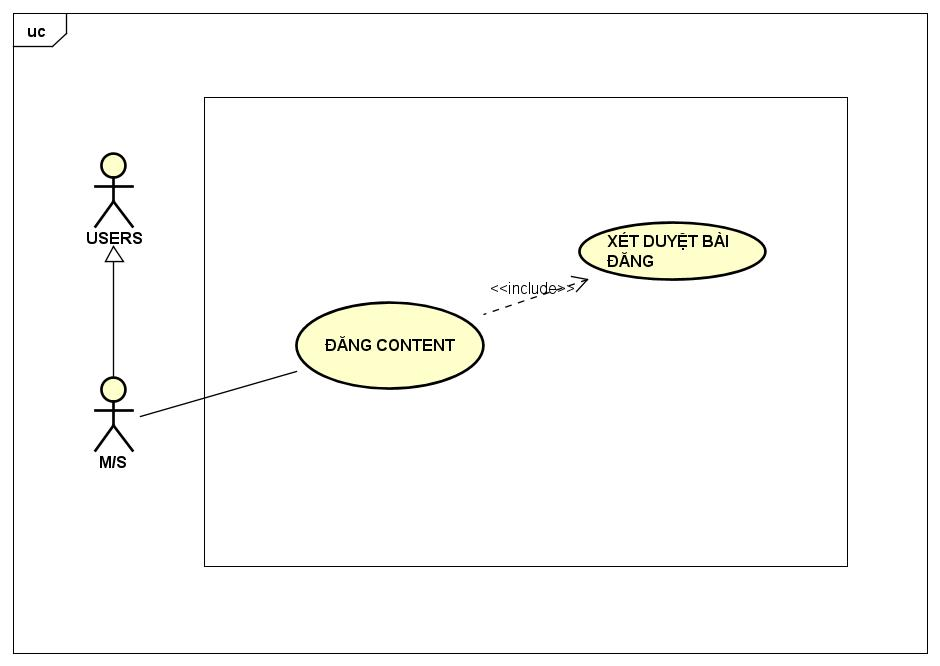 uc
USERS
XÉT DUYỆT BÀI
ĐĂNG
<<include>>
ĐĂNG CONTENT
M/S